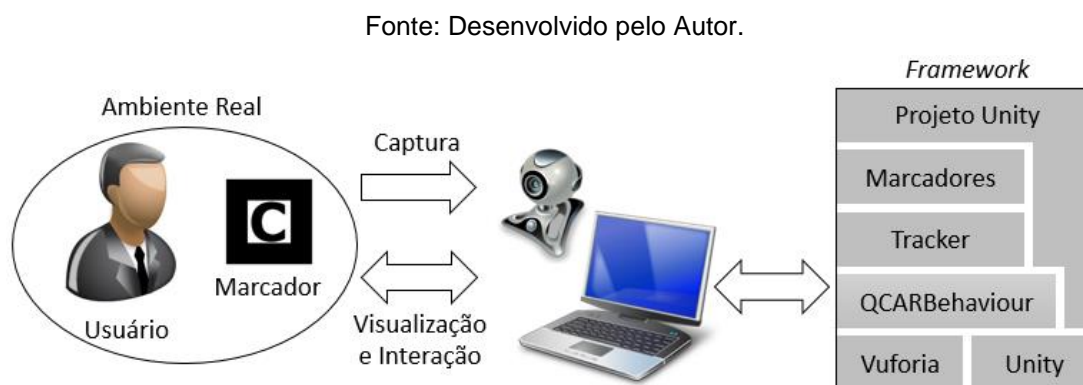 Fonte: Desenvolvido pelo Autor.
Framework
Ambiente Real
Captura
C
Marcador
Usuário
Visualização
e Interação
Projeto Unity
Marcadores
Tracker
QCARBehaviour
Vuforia
Unity